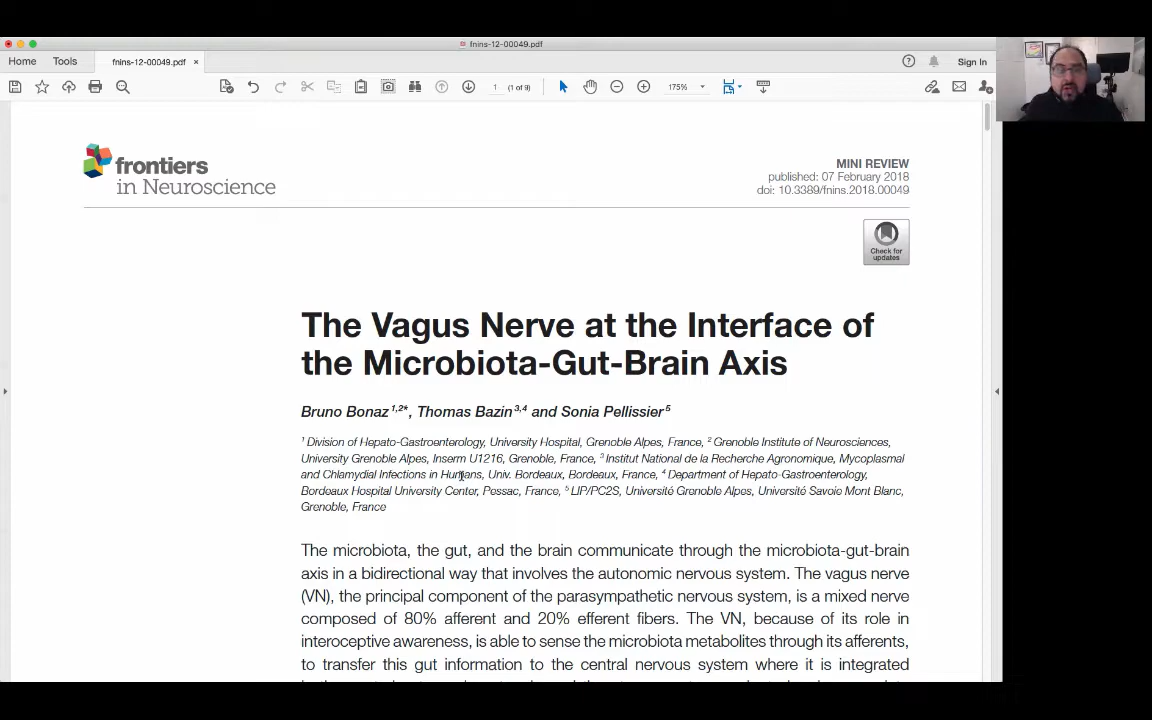 fnins-12-00049.pdf
Home
Tools
fnins-12-00049.pdf ×
Sign In
1 (1 of 9)
175%
frontiers
in Neuroscience
MINI REVIEW
published: 07 February 2018
doi: 10.3389/fnins.2018.00049
Check for
updates
The Vagus Nerve at the Interface of
the Microbiota-Gut-Brain Axis
Bruno Bonaz 1,2*, Thomas Bazin 3,4 and Sonia Pellissier 5
1 Division of Hepato-Gastroenterology, University Hospital, Grenoble Alpes, France, 2 Grenoble Institute of Neurosciences,
University Grenoble Alpes, Inserm U1216, Grenoble, France, 3 Institut National de la Recherche Agronomique, Mycoplasmal
and Chlamydial Infections in Humans, Univ. Bordeaux, Bordeaux, France, 4 Department of Hepato-Gastroenterology,
Bordeaux Hospital University Center, Pessac, France, 5 LIP/PC2S, Université Grenoble Alpes, Université Savoie Mont Blanc,
Grenoble, France
The microbiota, the gut, and the brain communicate through the microbiota-gut-brain
axis in a bidirectional way that involves the autonomic nervous system. The vagus nerve
(VN), the principal component of the parasympathetic nervous system, is a mixed nerve
composed of 80% afferent and 20% efferent fibers. The VN, because of its role in
interoceptive awareness, is able to sense the microbiota metabolites through its afferents,
to transfer this gut information to the central nervous system where it is integrated